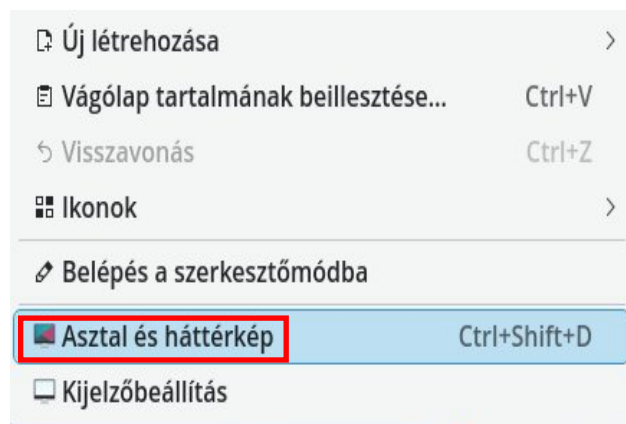 Új létrehozása
Vágólap tartalmának beillesztése... Ctrl+V
Visszavonás Ctrl+Z
Ikonok
Belépés a szerkesztőmódba
Asztal és háttérkép Ctrl+Shift+D
Kijelzőbeállítás